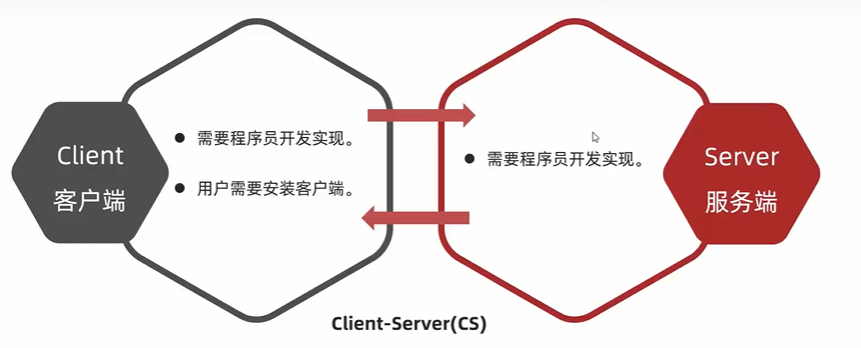 Client
客户端
● 需要程序员开发实现。
● 用户需要安装客户端。
● 需要程序员开发实现。
Server
服务端
Client-Server(CS)